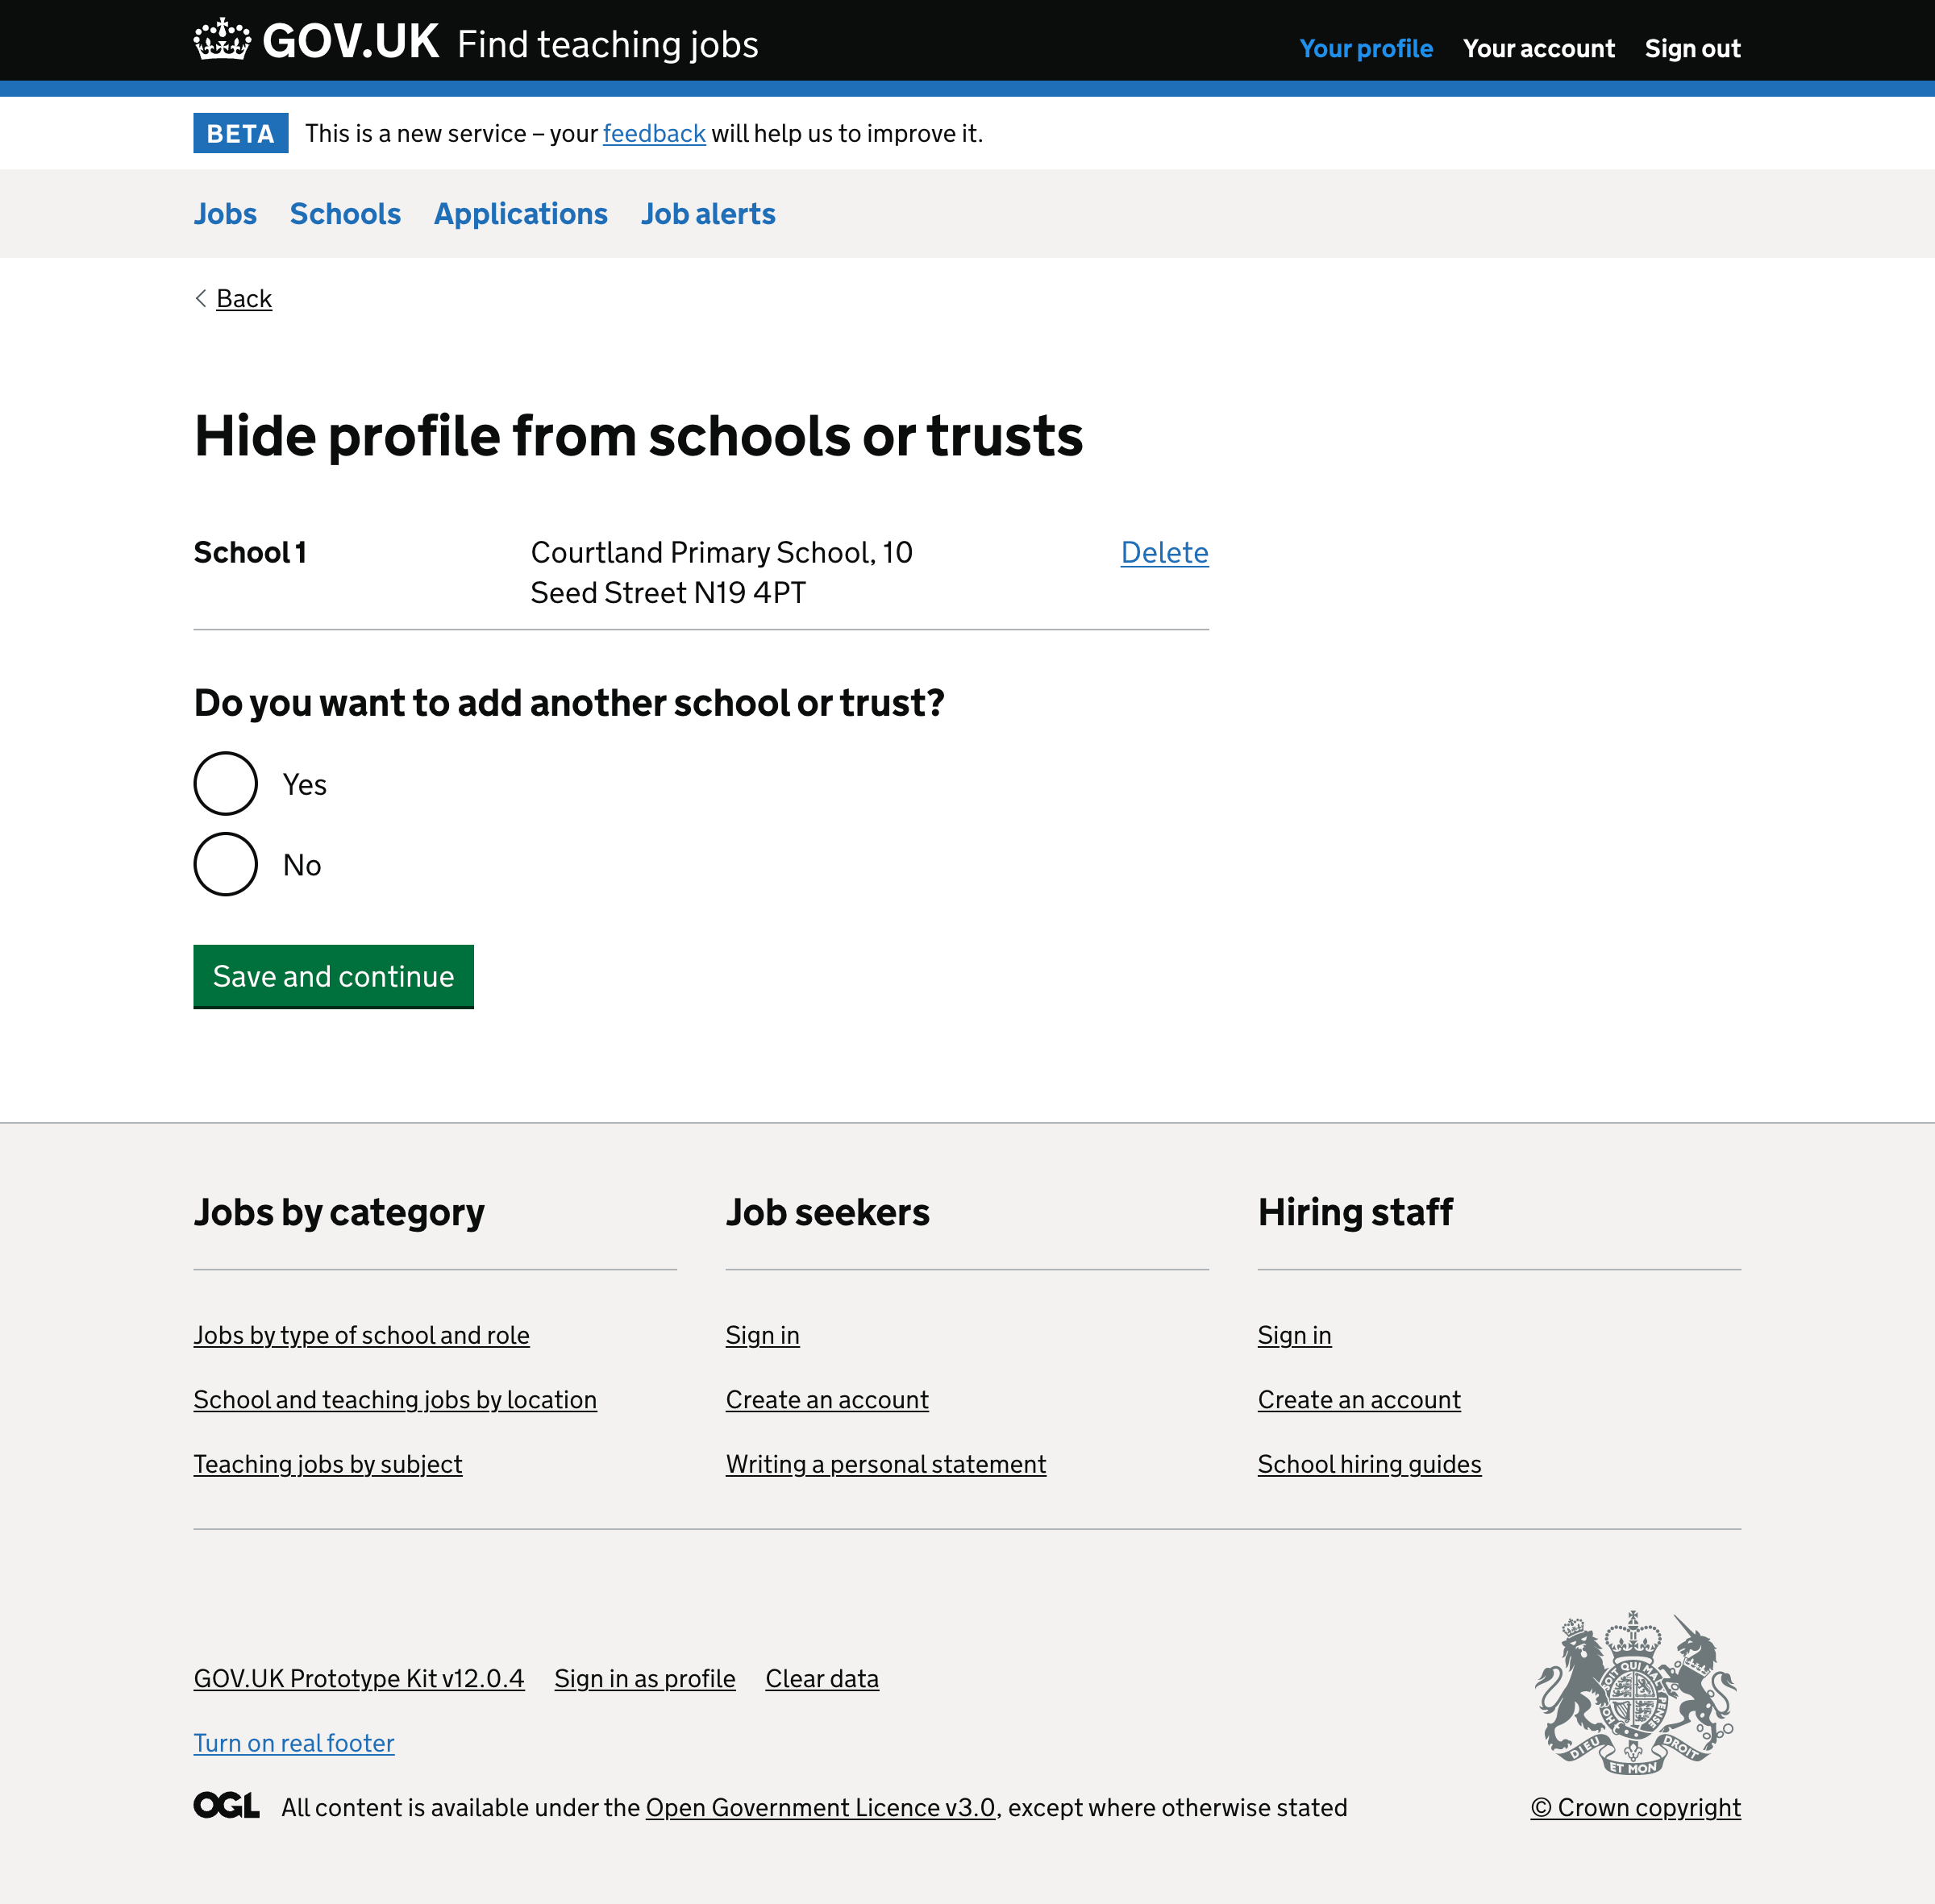 GOV.UK Find teaching jobs
Your profile Your account Sign out
BETA This is a new service – your feedback will help us to improve it.
Jobs Schools Applications Job alerts
Back
Hide profile from schools or trusts
School 1 Courtland Primary School, 10 Delete
Seed Street N19 4PT
Do you want to add another school or trust?
Yes
No
Save and continue
Jobs by category Job seekers Hiring staff
Jobs by type of school and role Sign in Sign in
School and teaching jobs by location Create an account Create an account
Teaching jobs by subject Writing a personal statement School hiring guides
GOV.UK Prototype Kit v12.0.4 Sign in as profile Clear data
Turn on real footer
DIEU ET MON DROIT
OGL All content is available under the Open Government Licence v3.0, except where otherwise stated
© Crown copyright